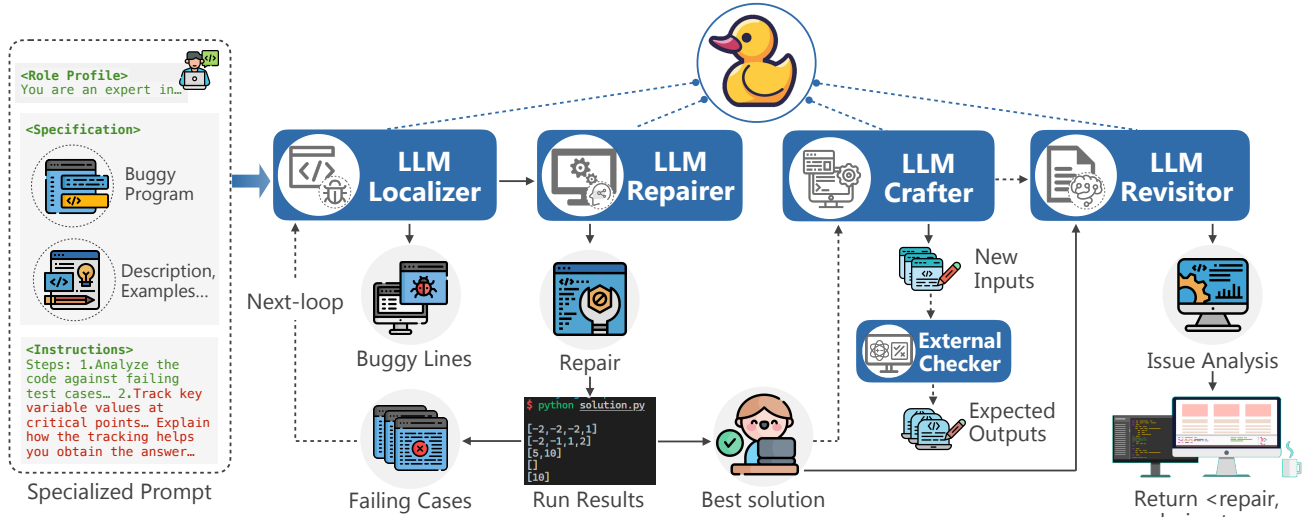 <Role Profile>
You are an expert in…
<Specification>
Buggy
Program
Description,
Examples…
<Instructions>
Steps: 1.Analyze the
code against failing
test cases… 2.Track key
variable values at
critical points… Explain
how the tracking helps
you obtain the answer…
Specialized Prompt
LLM
Localizer
LLM
Repairer
LLM
Crafter
LLM
Revisitor
Next-loop
Buggy Lines
Repair
New
Inputs
External
Checker
Expected
Outputs
Issue Analysis
$ python solution.py
[-2,-2,-2,1]
[-2,-1,1,2]
[5,10]
[]
[10]
Failing Cases
Run Results
Best solution
Return <repair,